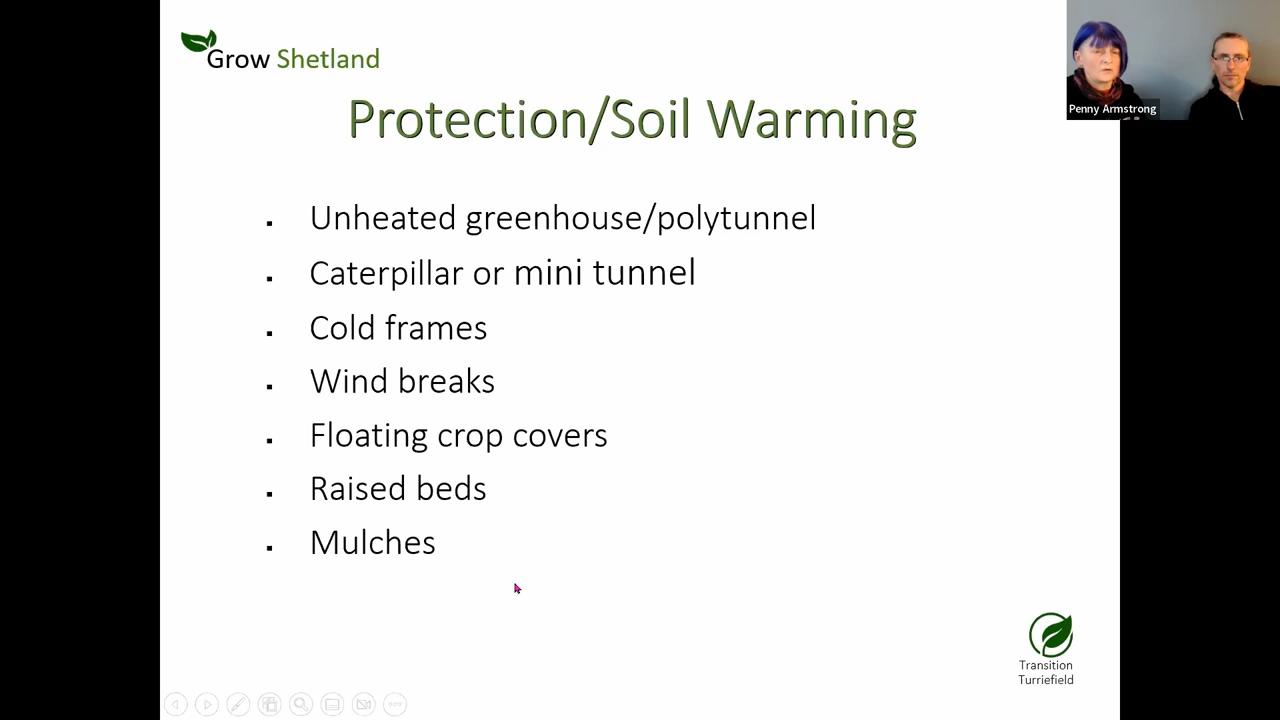 Grow Shetland
Penny Armstrong
Protection/Soil Warming
Unheated greenhouse/polytunnel
Caterpillar or mini tunnel
Cold frames
Wind breaks
Floating crop covers
Raised beds
Mulches
Transition
Turriefield